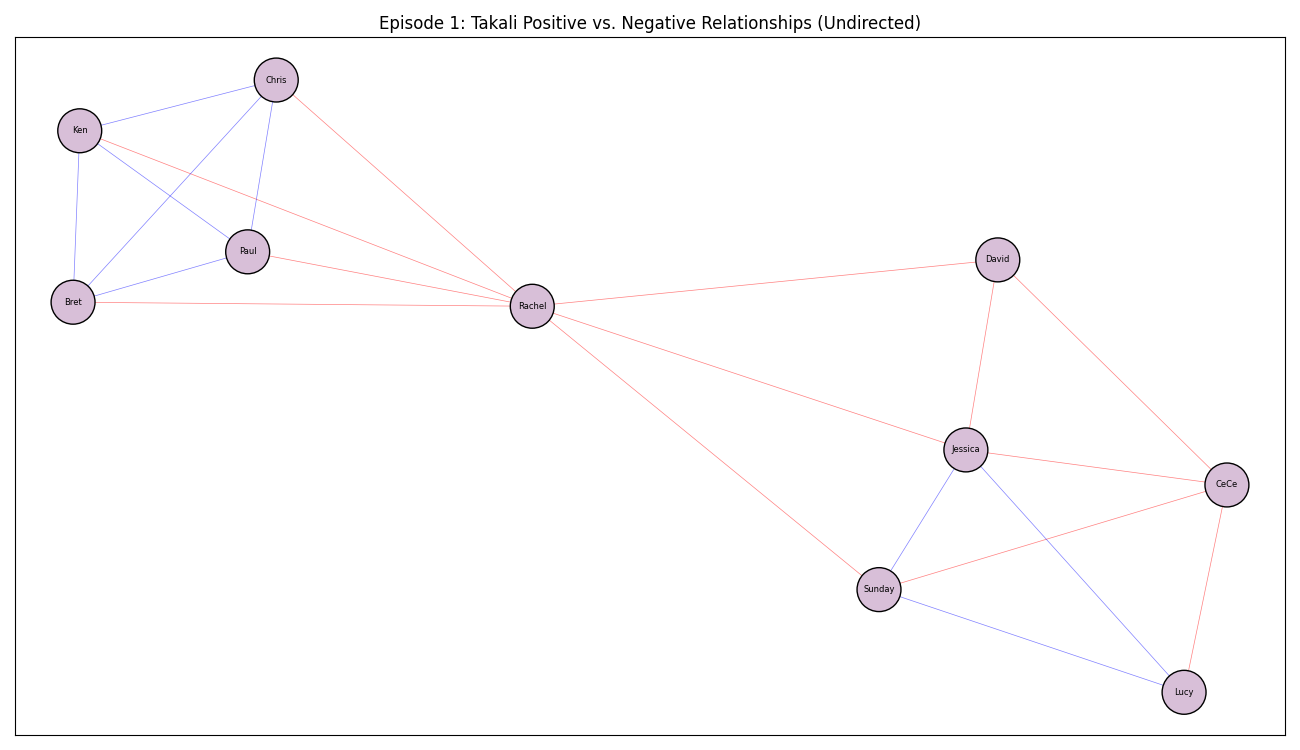 Episode 1: Takali Positive vs. Negative Relationships (Undirected)
Chris
Ken
Paul
David
Bret
Rachel
Jessica
CeCe
Sunday
Lucy